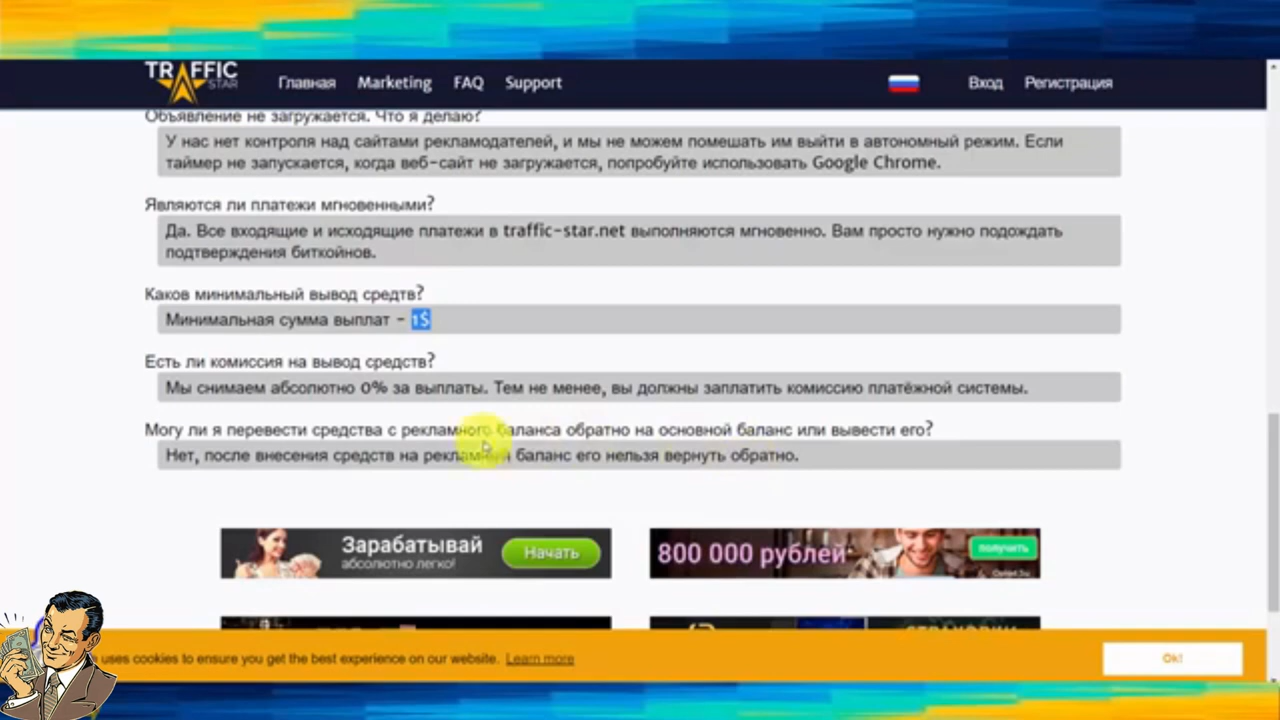 TRAFFIC
STAR
Главная Marketing FAQ Support Вход Регистрация
Объявление не загружается. Что я делаю?
У нас нет контроля над сайтами рекламодателей, и мы не можем помешать им выйти в автономный режим. Если
таймер не запускается, когда веб-сайт не загружается, попробуйте использовать Google Chrome.
Являются ли платежи мгновенными?
Да. Все входящие и исходящие платежи в traffic-star.net выполняются мгновенно. Вам просто нужно подождать
подтверждения биткойнов.
Каков минимальный вывод средтв?
Минимальная сумма выплат - 1$
Есть ли комиссия на вывод средств?
Мы снимаем абсолютно 0% за выплаты. Тем не менее, вы должны заплатить комиссию платёжной системы.
Могу ли я перевести средства с рекламного баланса обратно на основной баланс или вывести его?
Нет, после внесения средств на рекламный баланс его нельзя вернуть обратно.
Зарабатывай
абсолютно легко!
Начать
800 000 рублей
получить
uses cookies to ensure you get the best experience on our website. Learn more
Ok!